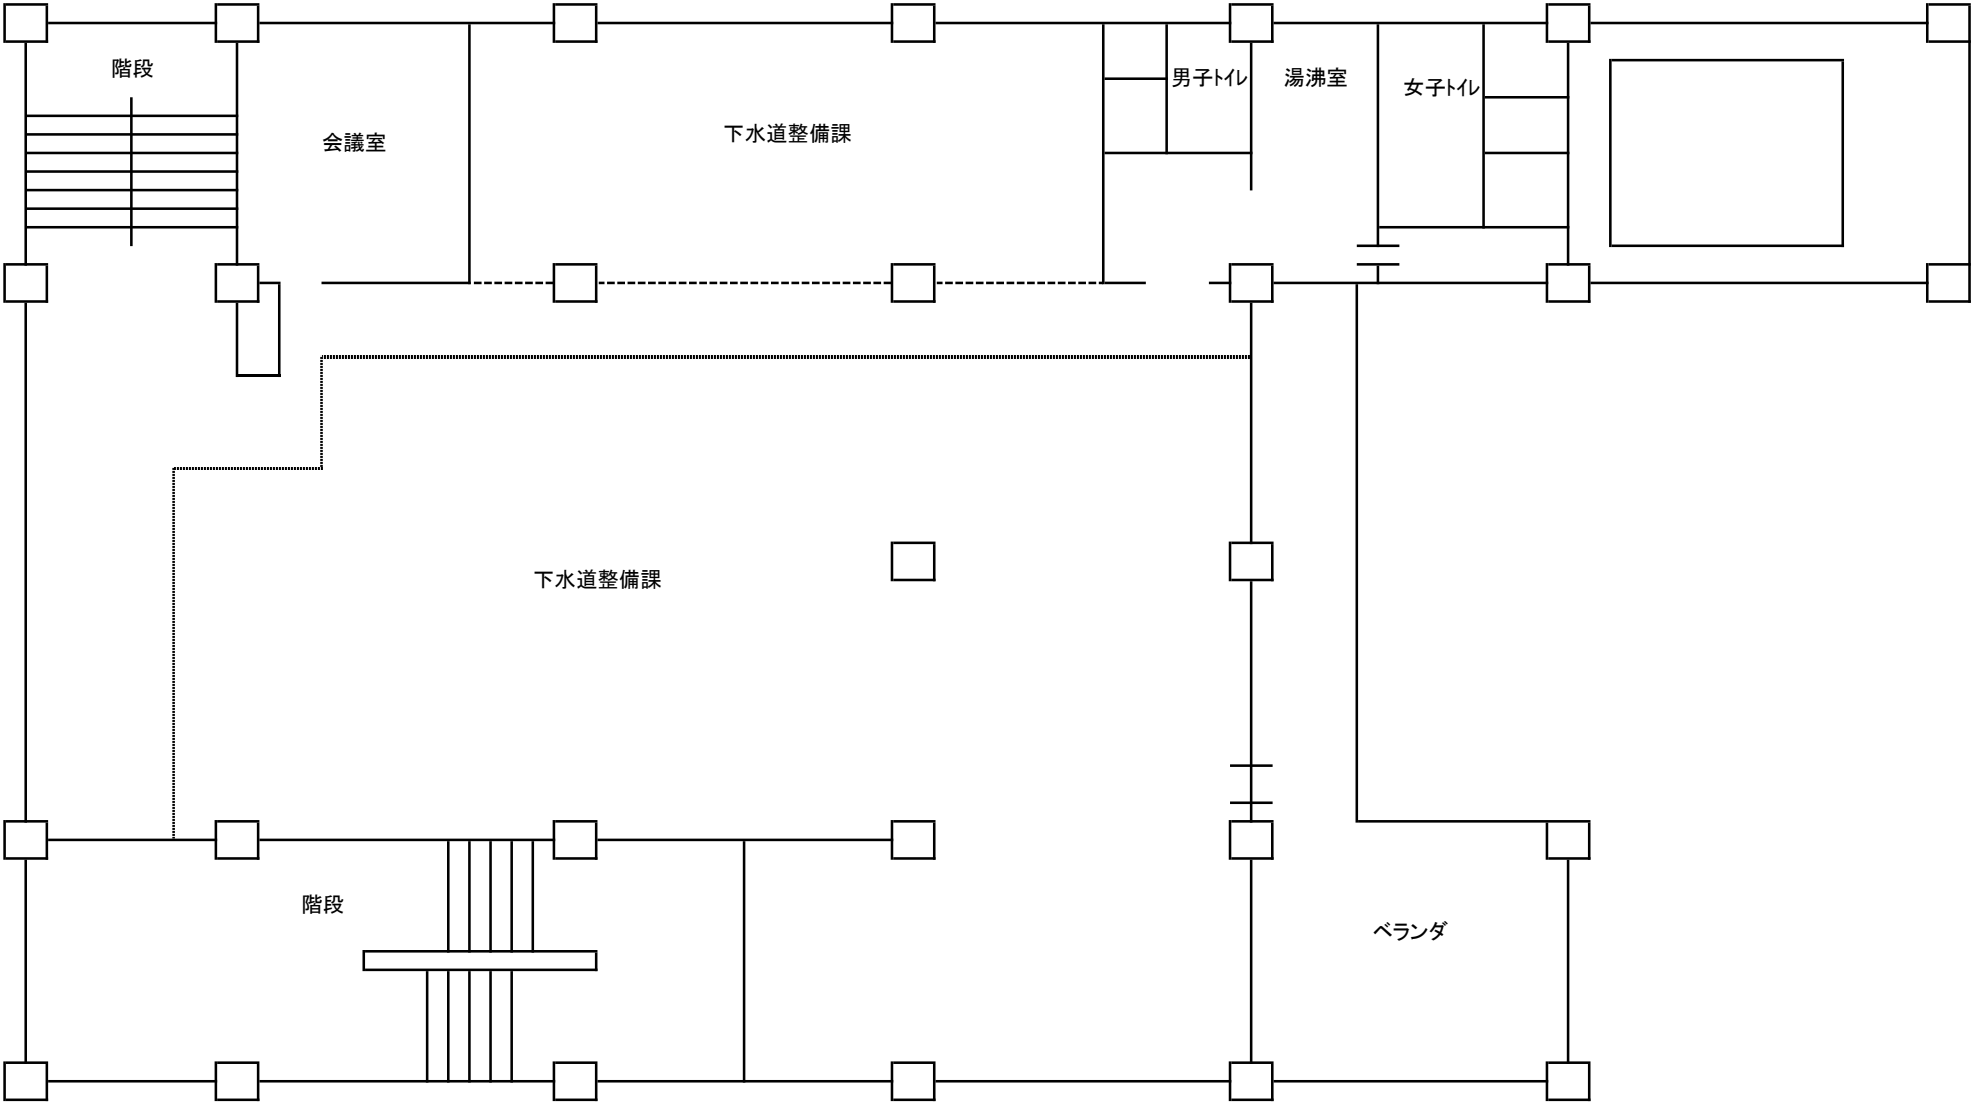 階段
男子ﾄｲﾚ
湯沸室
女子ﾄｲﾚ
会議室
下水道整備課
下水道整備課
階段
ベランダ